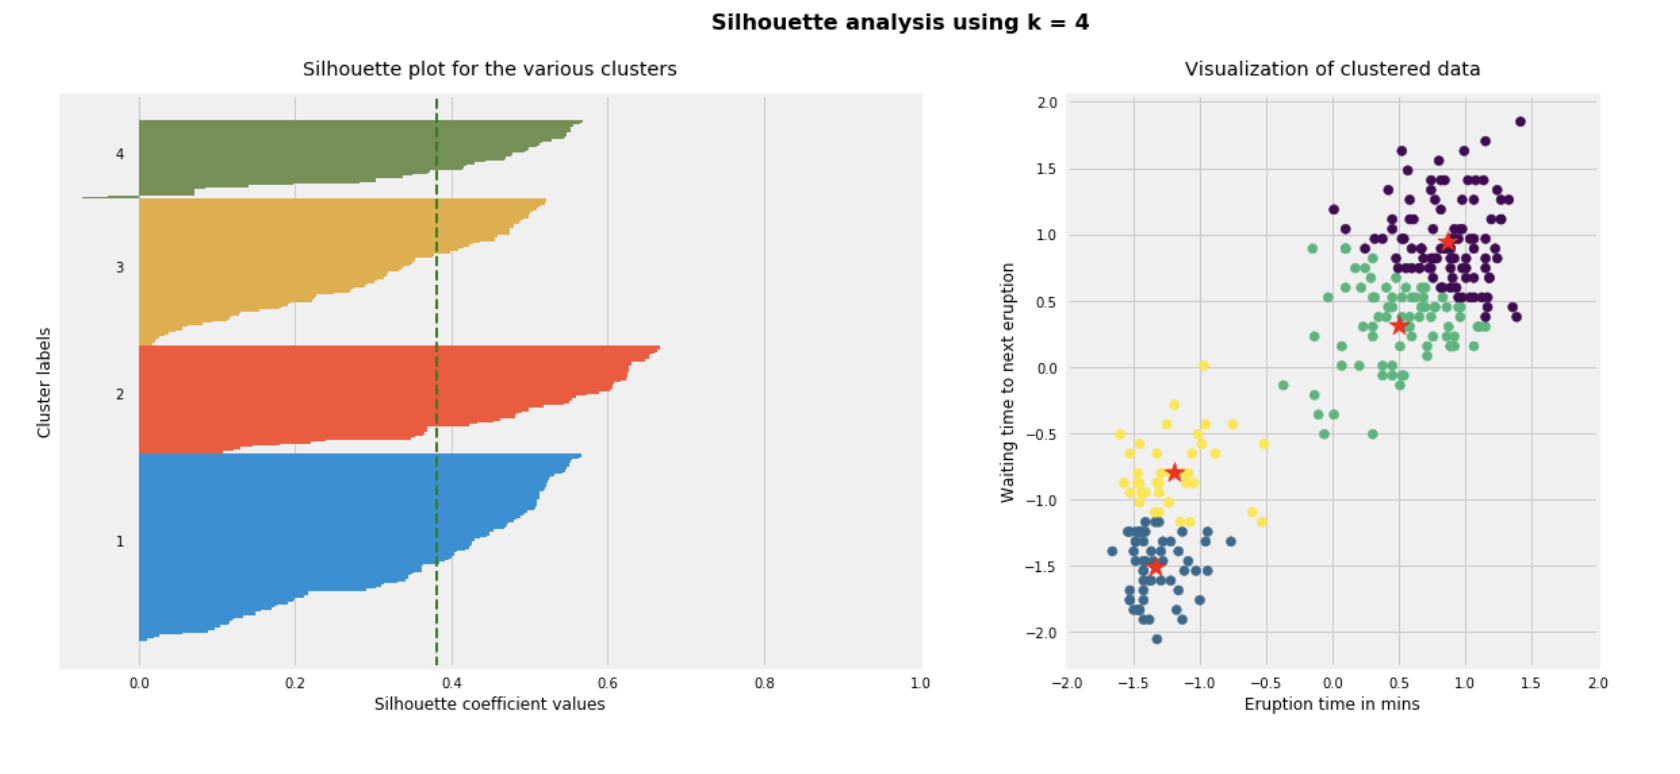 Silhouette analysis using k = 4
Silhouette plot for the various clusters
Cluster labels
4
3
2
1
0.0 0.2 0.4 0.6 0.8 1.0
Silhouette coefficient values
Visualization of clustered data
Waiting time to next eruption
2.0
1.5
1.0
0.5
0.0
−0.5
−1.0
−1.5
−2.0
−2.0 −1.5 −1.0 −0.5 0.0 0.5 1.0 1.5 2.0
Eruption time in mins